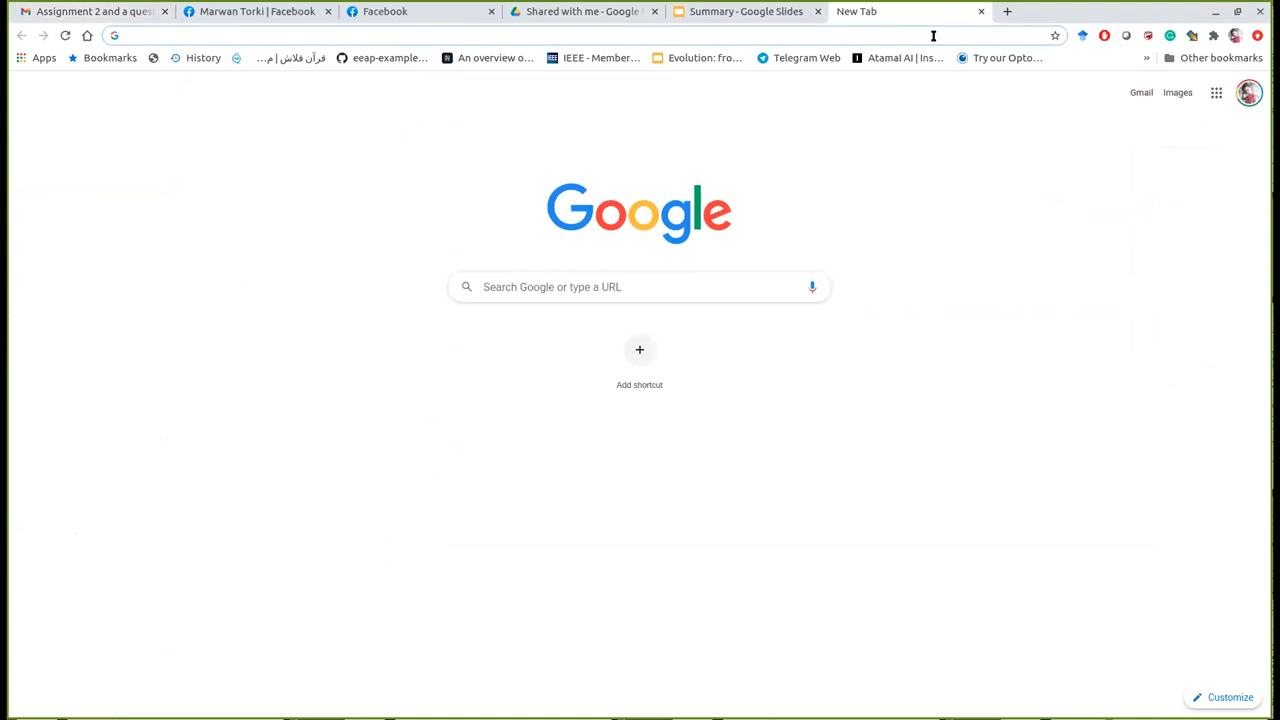 Assignment 2 and a ques
Marwan Torki | Facebook
Facebook
Shared with me - Google
Summary - Google Slides
New Tab
Apps
Bookmarks
History
قرآن فلاش | م...
eeap-example...
An overview o...
IEEE - Member...
Evolution: fro...
Telegram Web
AtamaI AI | Ins...
Try our Opto...
»
Other bookmarks
Gmail
Images
Google
Search Google or type a URL
Add shortcut
Customize